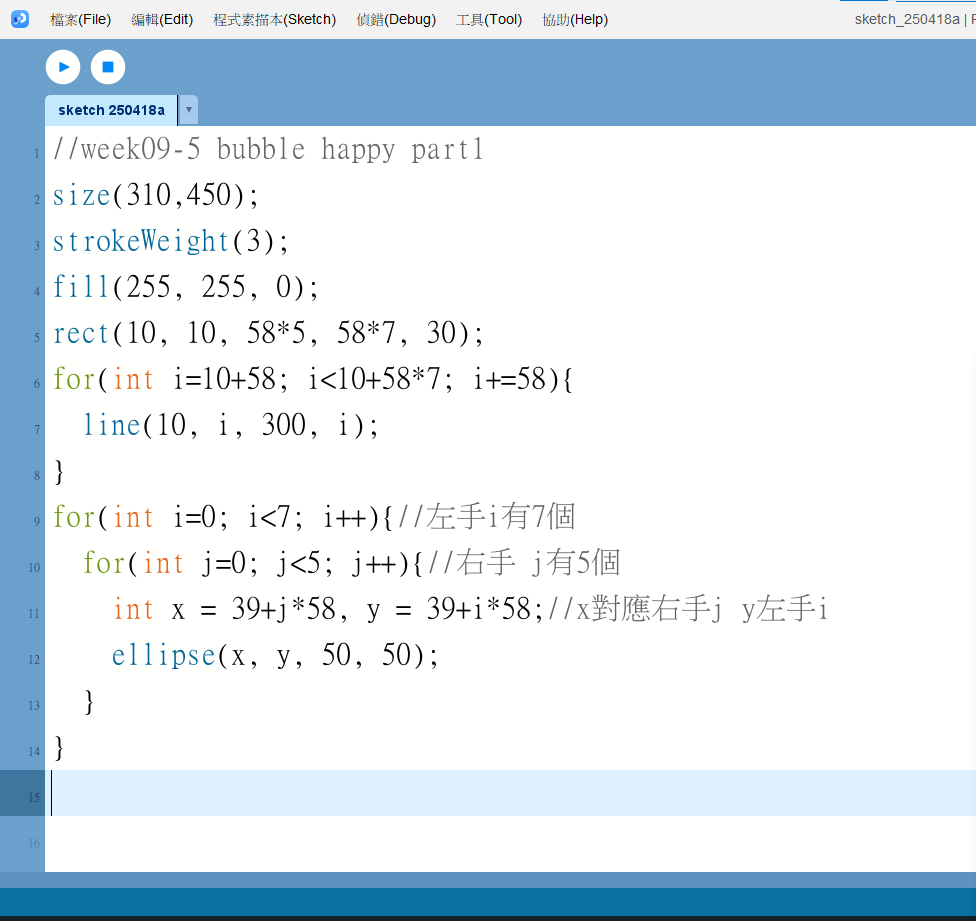 檔案(File) 編輯(Edit) 程式素描本(Sketch) 偵錯(Debug) 工具(Tool) 協助(Help) sketch_250418a |
sketch 250418a
1 //week09-5 bubble happy part1
2 size(310,450);
3 strokeWeight(3);
4 fill(255, 255, 0);
5 rect(10, 10, 58*5, 58*7, 30);
6 for(int i=10+58; i<10+58*7; i+=58){
7   line(10, i, 300, i);
8 }
9 for(int i=0; i<7; i++){//左手i有7個
10   for(int j=0; j<5; j++){//右手 j有5個
11     int x = 39+j*58, y = 39+i*58;//x對應右手j y左手i
12     ellipse(x, y, 50, 50);
13   }
14 }
15
16